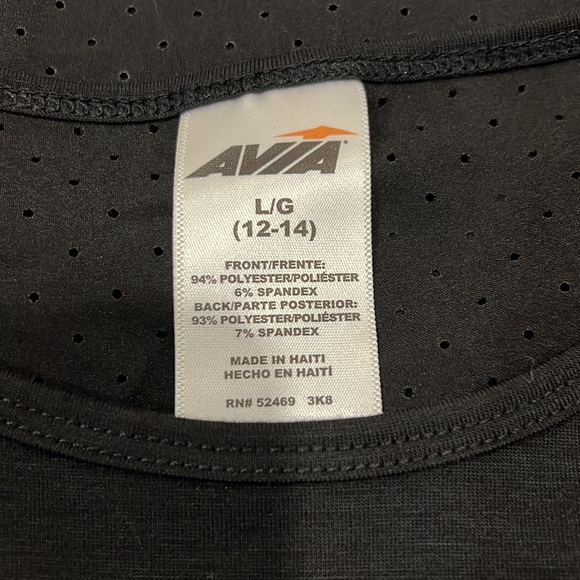 AVIA
L/G
(12-14)
FRONT/FRENTE:
94% POLYESTER/POLIÉSTER
6% SPANDEX
BACK/PARTE POSTERIOR:
93% POLYESTER/POLIÉSTER
7% SPANDEX
MADE IN HAITI
HECHO EN HAITÍ
RN# 52469 3K8